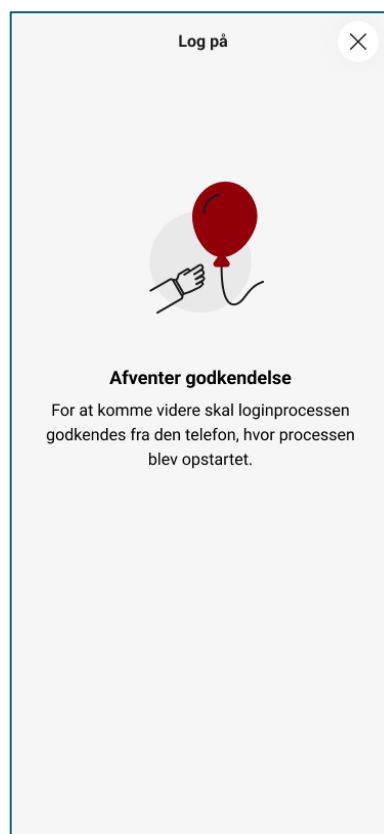 Log på
Afventer godkendelse
For at komme videre skal loginprocessen
godkendes fra den telefon, hvor processen
blev opstartet.